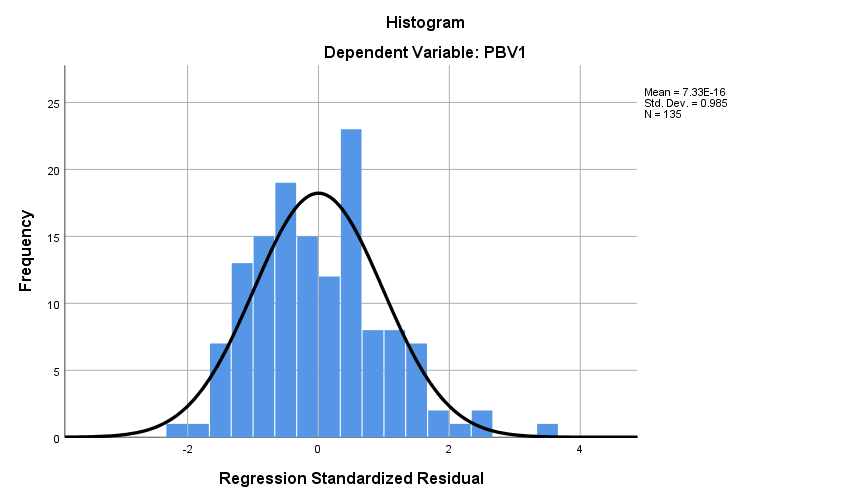 Histogram
Dependent Variable: PBV1
Mean = 7.33E-16
Std. Dev. = 0.985
N = 135
Frequency
25
20
15
10
5
0
-2
0
2
4
Regression Standardized Residual